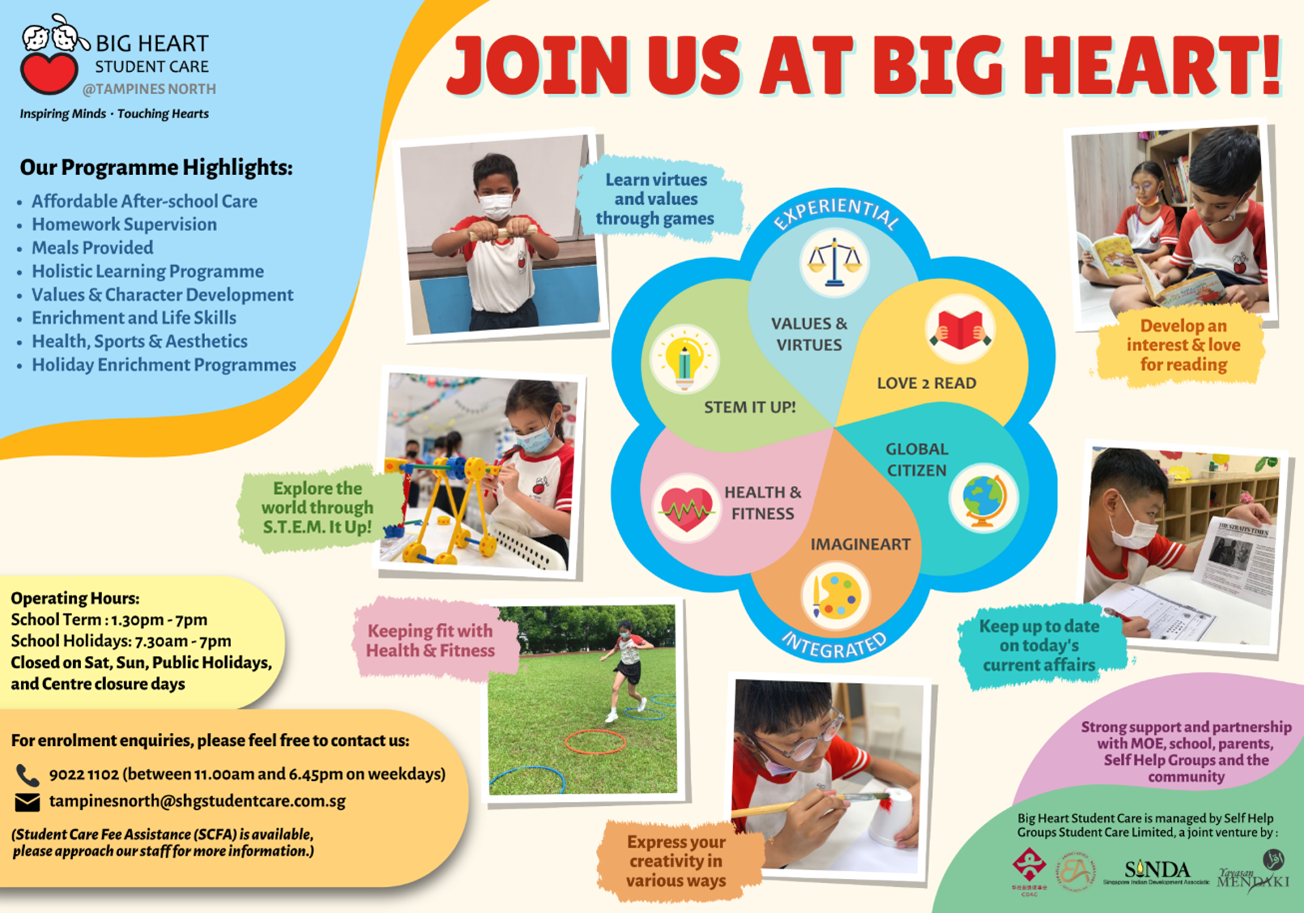 BIG HEART
STUDENT CARE
@TAMPINES NORTH
Inspiring Minds · Touching Hearts
JOIN US AT BIG HEART!
Our Programme Highlights:
• Affordable After-school Care
• Homework Supervision
• Meals Provided
• Holistic Learning Programme
• Values & Character Development
• Enrichment and Life Skills
• Health, Sports & Aesthetics
• Holiday Enrichment Programmes
Learn virtues
and values
through games
EXPERIENTIAL
VALUES &
VIRTUES
LOVE 2 READ
STEM IT UP!
GLOBAL
CITIZEN
HEALTH &
FITNESS
IMAGINEART
INTEGRATED
Develop an
interest & love
for reading
Explore the
world through
S.T.E.M. It Up!
THE STRAITS TIMES
Operating Hours:
School Term : 1.30pm - 7pm
School Holidays: 7.30am - 7pm
Closed on Sat, Sun, Public Holidays,
and Centre closure days
Keeping fit with
Health & Fitness
Keep up to date
on today's
current affairs
For enrolment enquiries, please feel free to contact us:
9022 1102 (between 11.00am and 6.45pm on weekdays)
tampinesnorth@shgstudentcare.com.sg
(Student Care Fee Assistance (SCFA) is available,
please approach our staff for more information.)
Express your
creativity in
various ways
Strong support and partnership
with MOE, school, parents,
Self Help Groups and the
community
Big Heart Student Care is managed by Self Help
Groups Student Care Limited, a joint venture by :
CDAC
EA
SINDA
Singapore Indian Development Associatic
Yayasan
MENDAKI